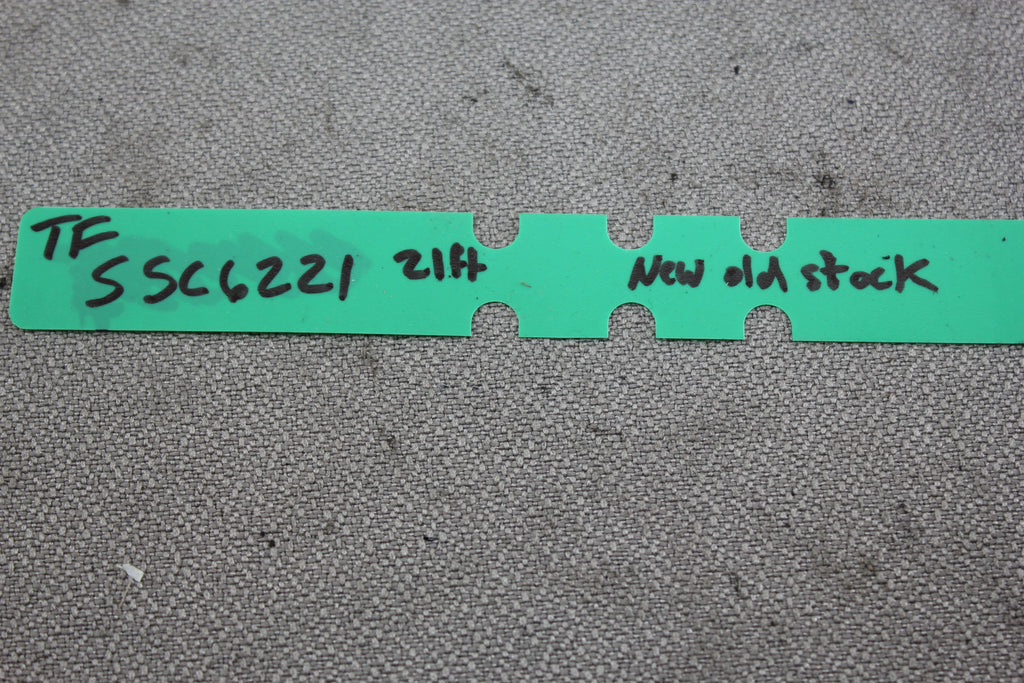 TF
SSC6221 21ft New old stock